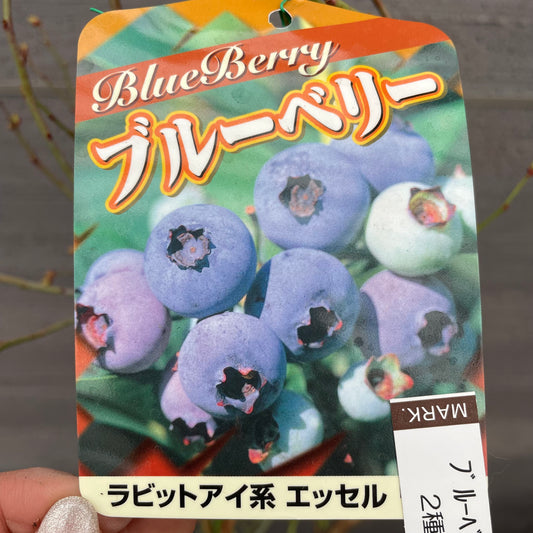 BlueBerry
ブルーベリー
ラビットアイ系 エッセル
MARK.
ブルーベ
2種